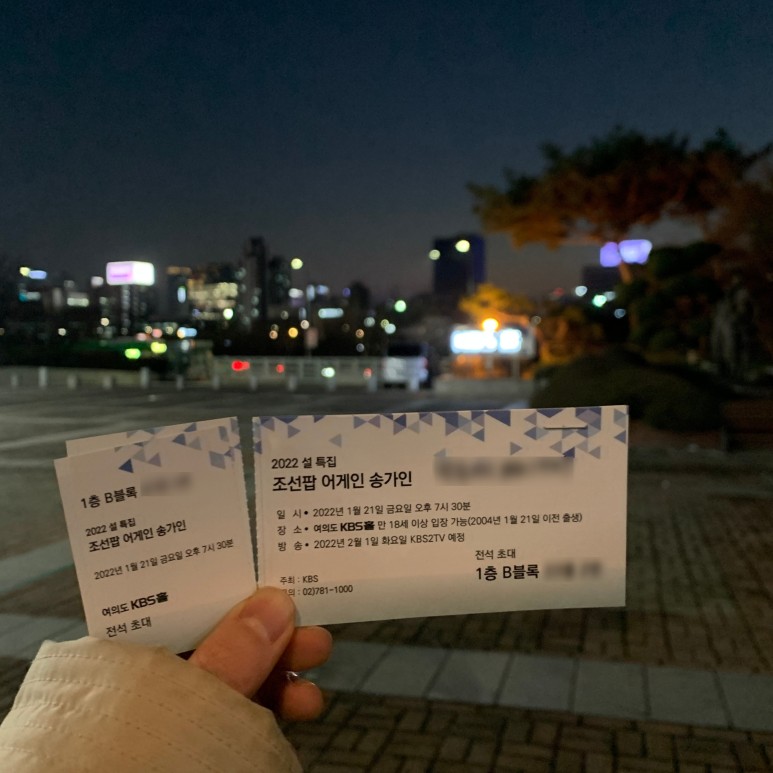 1층 B블록
2022 설 특집
조선팝 어게인 송가인
2022년 1월 21일 금요일 오후 7시 30분
여의도 KBS홀
전석 초대
2022 설 특집
조선팝 어게인 송가인
일 시 • 2022년 1월 21일 금요일 오후 7시 30분
장 소 • 여의도 KBS홀 만 18세 이상 입장 가능(2004년 1월 21일 이전 출생)
방 송 • 2022년 2월 1일 화요일 KBS2TV 예정
전석 초대
1층 B블록
주최 : KBS
: 02)781-1000